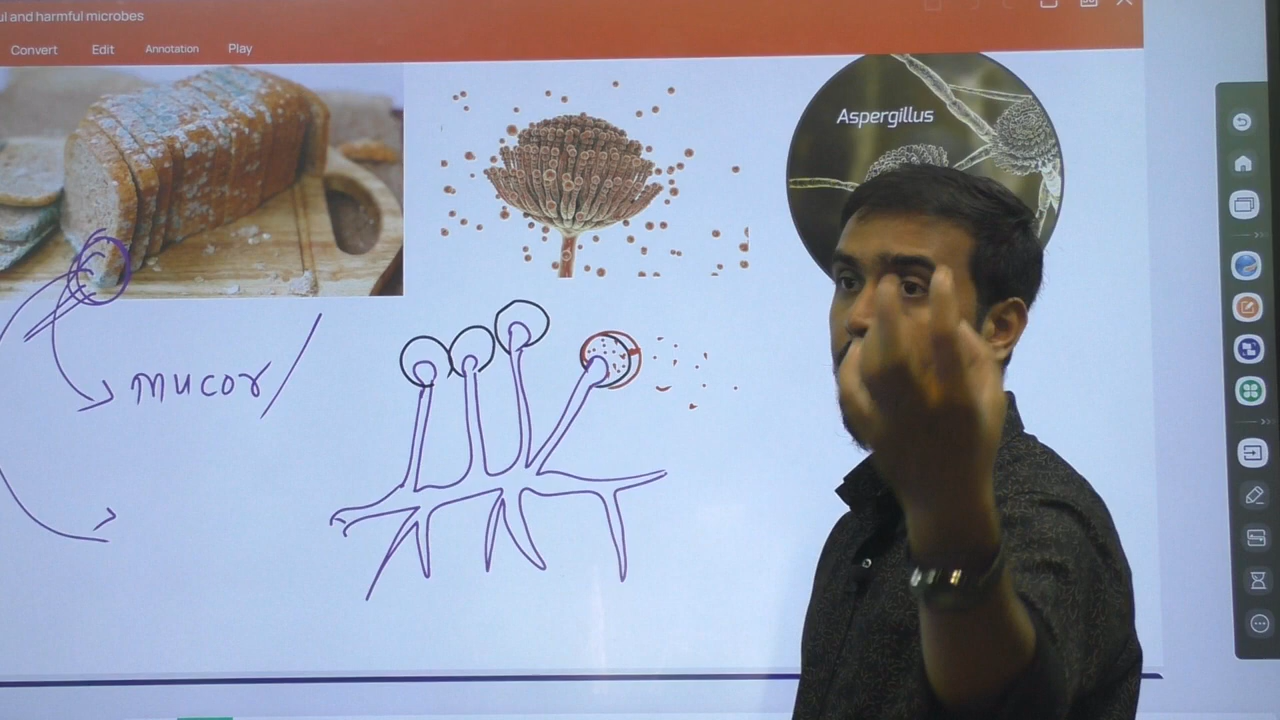 ul and harmful microbes
Convert Edit Annotation Play
Aspergillus
mucor/